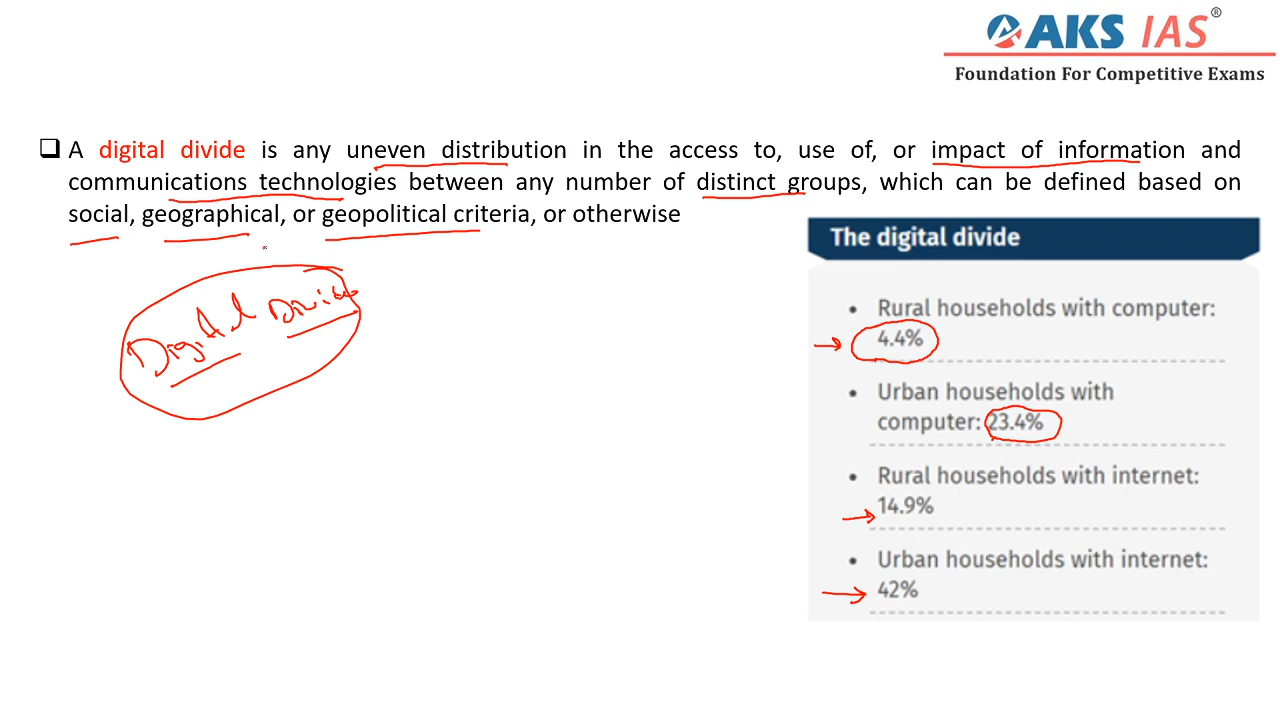 AKS IAS®
Foundation For Competitive Exams
❑ A digital divide is any uneven distribution in the access to, use of, or impact of information and
communications technologies between any number of distinct groups, which can be defined based on
social, geographical, or geopolitical criteria, or otherwise
The digital divide
Digital Divide
• Rural households with computer:
4.4%
• Urban households with
computer: 23.4%
• Rural households with internet:
14.9%
• Urban households with internet:
42%